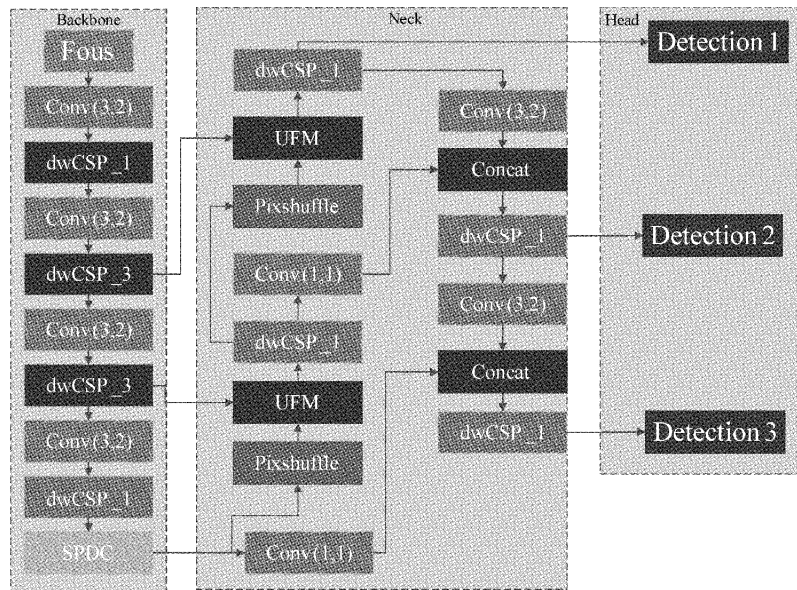 Backbone
Fous
Conv(3,2)
dwCSP_1
Conv(3,2)
dwCSP_3
Conv(3,2)
dwCSP_3
Conv(3,2)
dwCSP_1
SPDC
Neck
dwCSP_1
UFM
Pixshuffle
Conv(1,1)
dwCSP_1
UFM
Pixshuffle
Conv(1,1)
Conv(3,2)
Concat
dwCSP_1
Conv(3,2)
Concat
dwCSP_1
Head
Detection 1
Detection 2
Detection 3